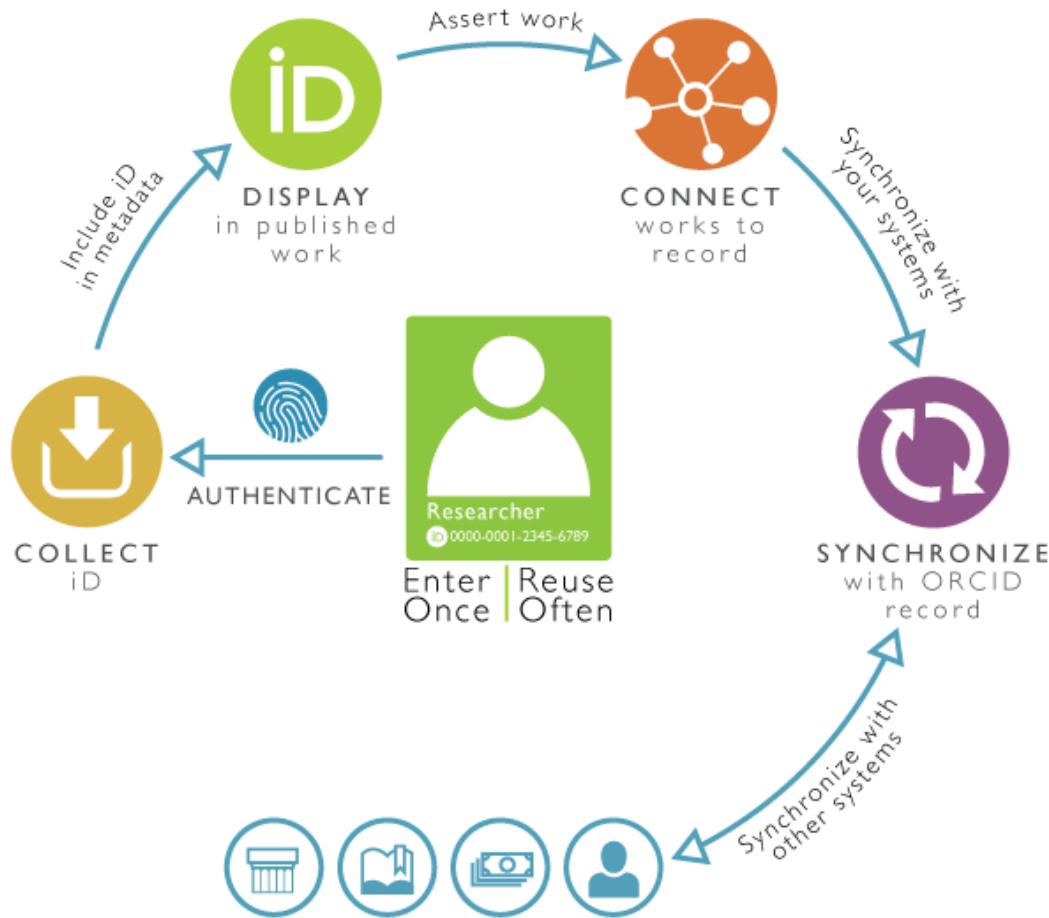 Assert work
iD
DISPLAY
in published
work
CONNECT
works to
record
Include iD
in metadata
Synchronize with
your systems
AUTHENTICATE
Researcher
iD 0000-0001-2345-6789
Enter
Once
Reuse
Often
COLLECT
iD
SYNCHRONIZE
with ORCID
record
Synchronize with
other systems